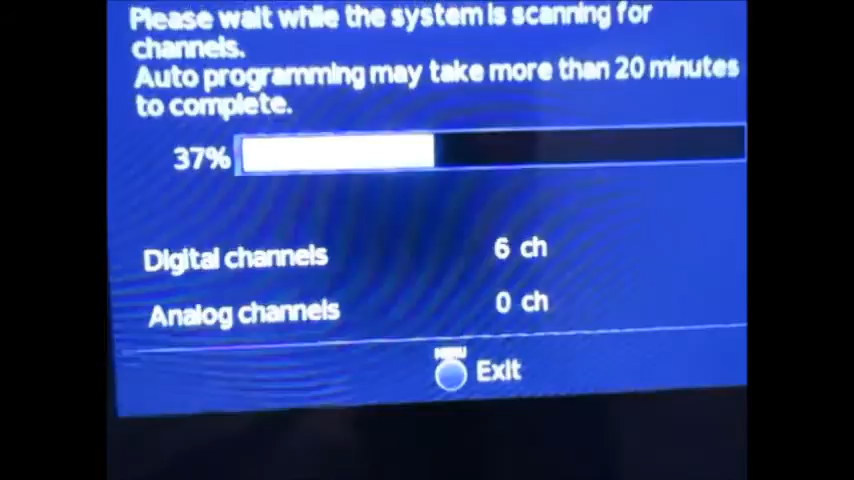 Please wait while the system is scanning for
channels.
Auto programming may take more than 20 minutes
to complete.
37%
Digital channels 6 ch
Analog channels 0 ch
MENU
Exit